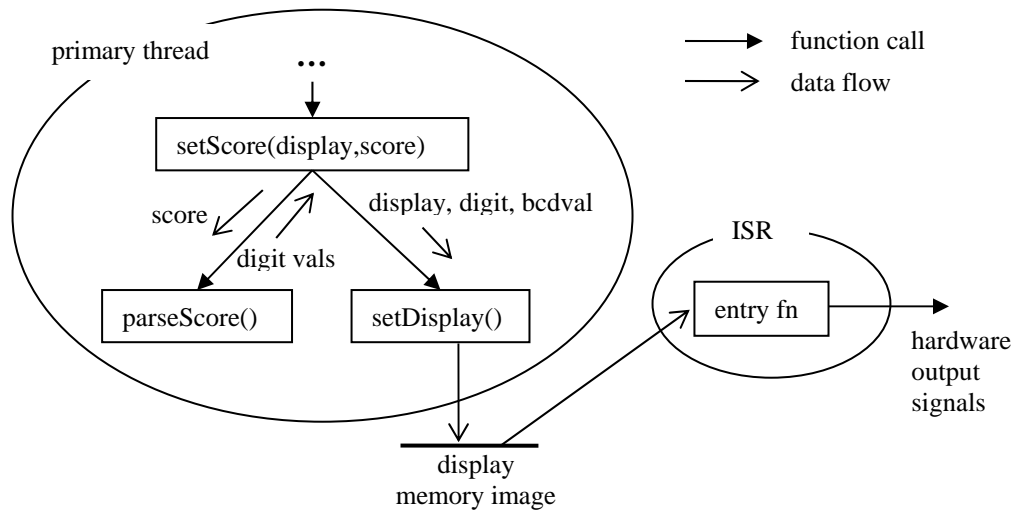 primary thread
...
function call
data flow
setScore(display,score)
score
display, digit, bcdval
digit vals
ISR
parseScore()
setDisplay()
entry fn
hardware
output
signals
display
memory image